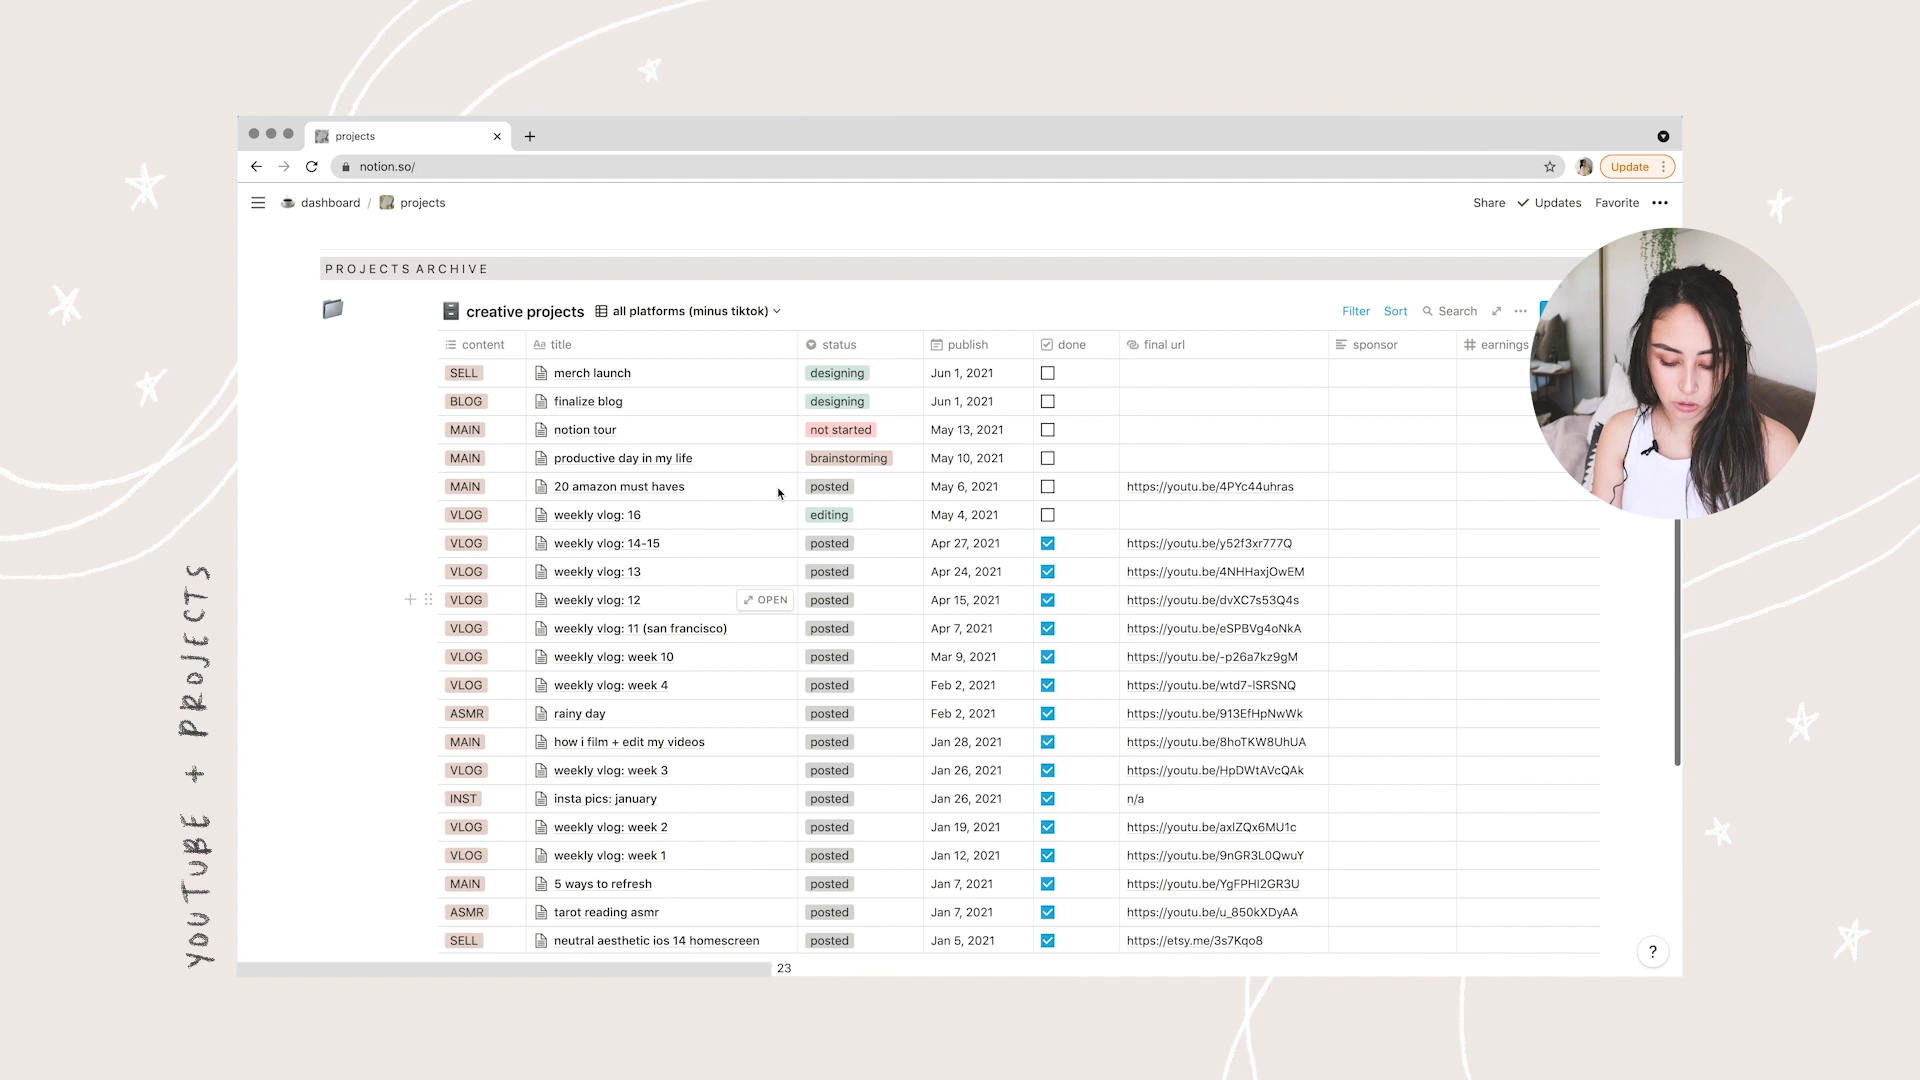 projects
notion.so/
Update
dashboard / projects
Share Updates Favorite
PROJECTS ARCHIVE
creative projects all platforms (minus tiktok)
Filter Sort Search
content Aa title status publish done final url sponsor # earnings
SELL merch launch designing Jun 1, 2021
BLOG finalize blog designing Jun 1, 2021
MAIN notion tour not started May 13, 2021
MAIN productive day in my life brainstorming May 10, 2021
MAIN 20 amazon must haves posted May 6, 2021 https://youtu.be/4PYc44uhras
VLOG weekly vlog: 16 editing May 4, 2021
VLOG weekly vlog: 14-15 posted Apr 27, 2021 https://youtu.be/y52f3xr777Q
VLOG weekly vlog: 13 posted Apr 24, 2021 https://youtu.be/4NHHaxjOwEM
VLOG weekly vlog: 12 OPEN posted Apr 15, 2021 https://youtu.be/dvXC7s53Q4s
VLOG weekly vlog: 11 (san francisco) posted Apr 7, 2021 https://youtu.be/eSPBVg4oNkA
VLOG weekly vlog: week 10 posted Mar 9, 2021 https://youtu.be/-p26a7kz9gM
VLOG weekly vlog: week 4 posted Feb 2, 2021 https://youtu.be/wtd7-lSRSNQ
ASMR rainy day posted Feb 2, 2021 https://youtu.be/913EfHpNwWk
MAIN how i film + edit my videos posted Jan 28, 2021 https://youtu.be/8hoTKW8UhUA
VLOG weekly vlog: week 3 posted Jan 26, 2021 https://youtu.be/HpDWtAVcQAk
INST insta pics: january posted Jan 26, 2021 n/a
VLOG weekly vlog: week 2 posted Jan 19, 2021 https://youtu.be/axlZQx6MU1c
VLOG weekly vlog: week 1 posted Jan 12, 2021 https://youtu.be/9nGR3L0QwuY
MAIN 5 ways to refresh posted Jan 7, 2021 https://youtu.be/YgFPHI2GR3U
ASMR tarot reading asmr posted Jan 7, 2021 https://youtu.be/u_850kXDyAA
SELL neutral aesthetic ios 14 homescreen posted Jan 5, 2021 https://etsy.me/3s7Kqo8
23
?
YOUTUBE + PROJECTS